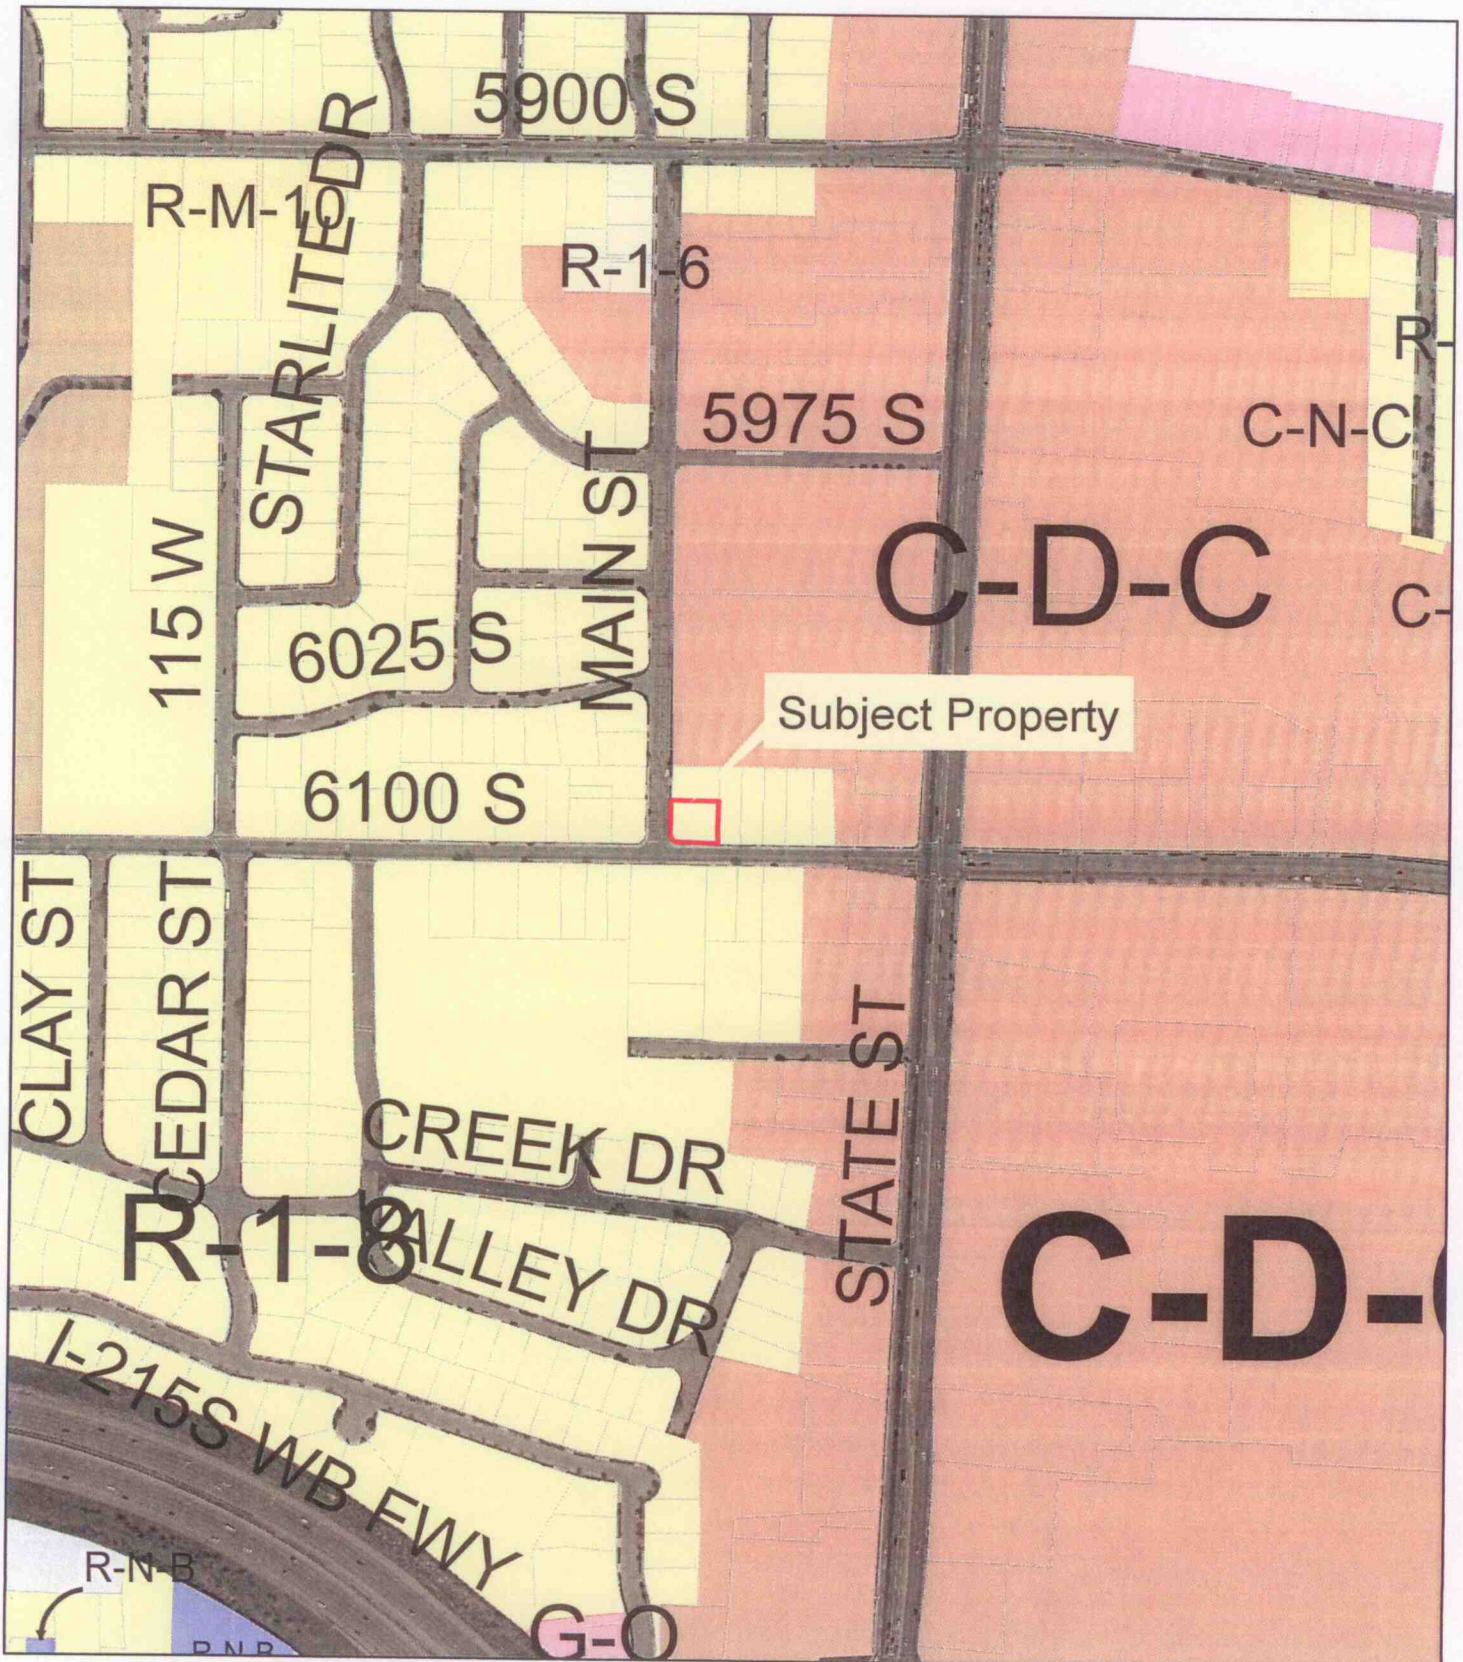 5900 S
STARLITE DR
R-M-10
R-1-6
R-
5975 S
C-N-C
MAIN ST
115 W
C-D-C
C-
6025 S
Subject Property
6100 S
CLAY ST
CEDAR ST
STATE ST
CREEK DR
R-1-8
VALLEY DR
C-D-
I-215S WB FWY
R-N-B
G-O
R-N-B